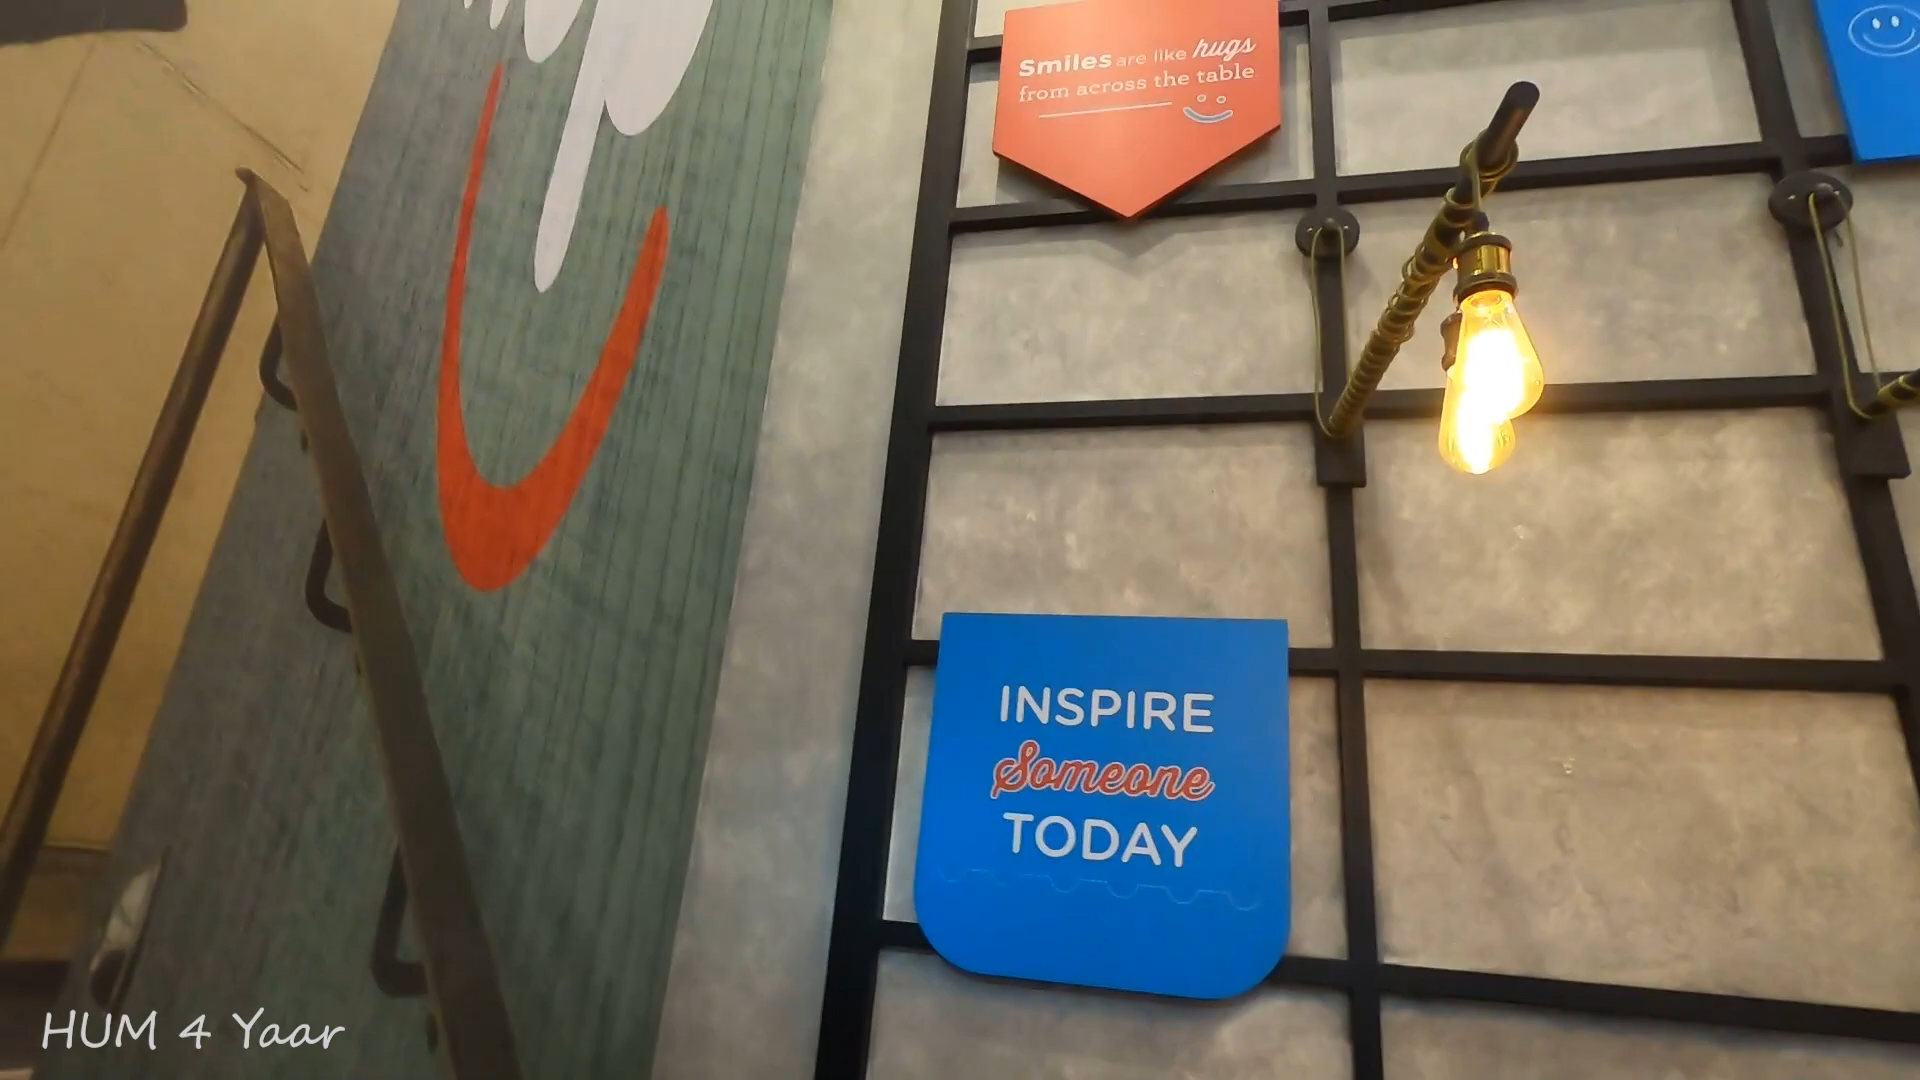 Smiles are like hugs
from across the table
INSPIRE
Someone
TODAY
HUM 4 Yaar